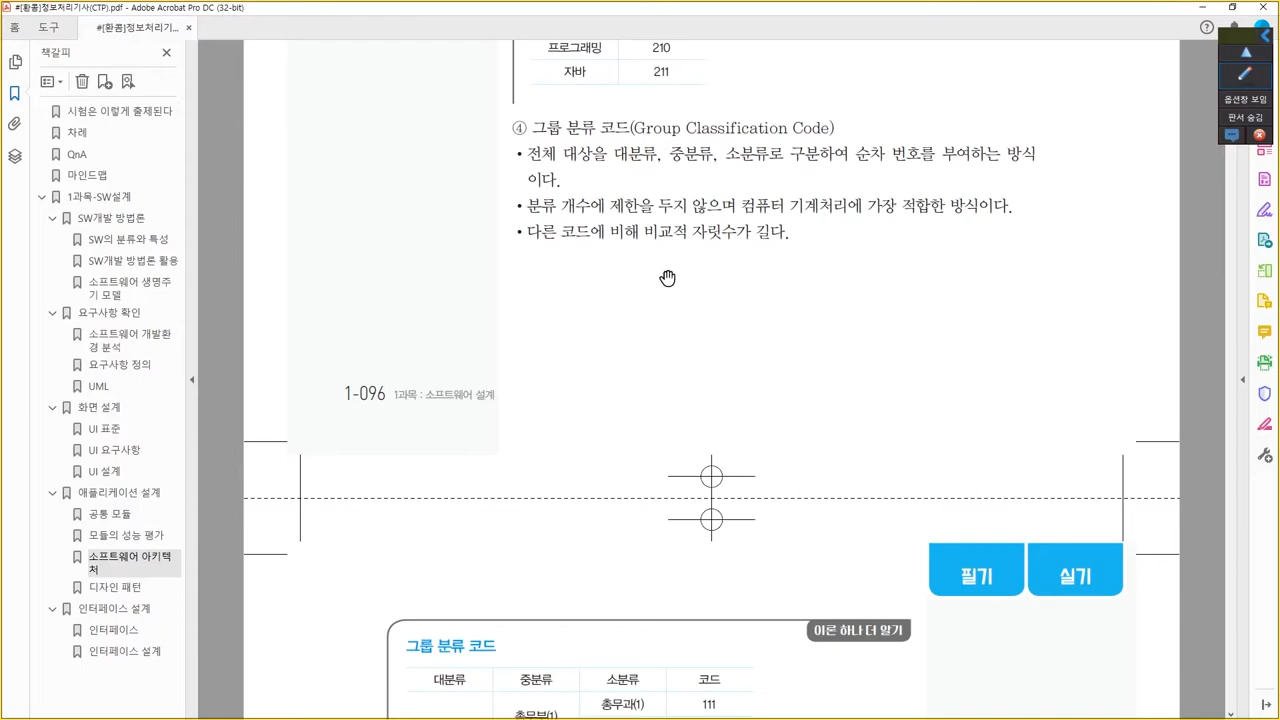 #[환콤]정보처리기사(CTP).pdf - Adobe Acrobat Pro DC (32-bit)
홈
도구
#[환콤]정보처리기...
책갈피
시험은 이렇게 출제된다
차례
QnA
마인드맵
1과목-SW설계
SW개발 방법론
SW의 분류와 특성
SW개발 방법론 활용
소프트웨어 생명주
기 모델
요구사항 확인
소프트웨어 개발환
경 분석
요구사항 정의
UML
화면 설계
UI 표준
UI 요구사항
UI 설계
애플리케이션 설계
공통 모듈
모듈의 성능 평가
소프트웨어 아키텍
처
디자인 패턴
인터페이스 설계
인터페이스
인터페이스 설계
프로그래밍 210
자바 211
④ 그룹 분류 코드(Group Classification Code)
• 전체 대상을 대분류, 중분류, 소분류로 구분하여 순차 번호를 부여하는 방식
이다.
• 분류 개수에 제한을 두지 않으며 컴퓨터 기계처리에 가장 적합한 방식이다.
• 다른 코드에 비해 비교적 자릿수가 길다.
1-096 1과목 : 소프트웨어 설계
필기 실기
이론 하나 더 알기
그룹 분류 코드
대분류 중분류 소분류 코드
총무과(1) 111
총무부(1)
옵션창 보임
판서 숨김